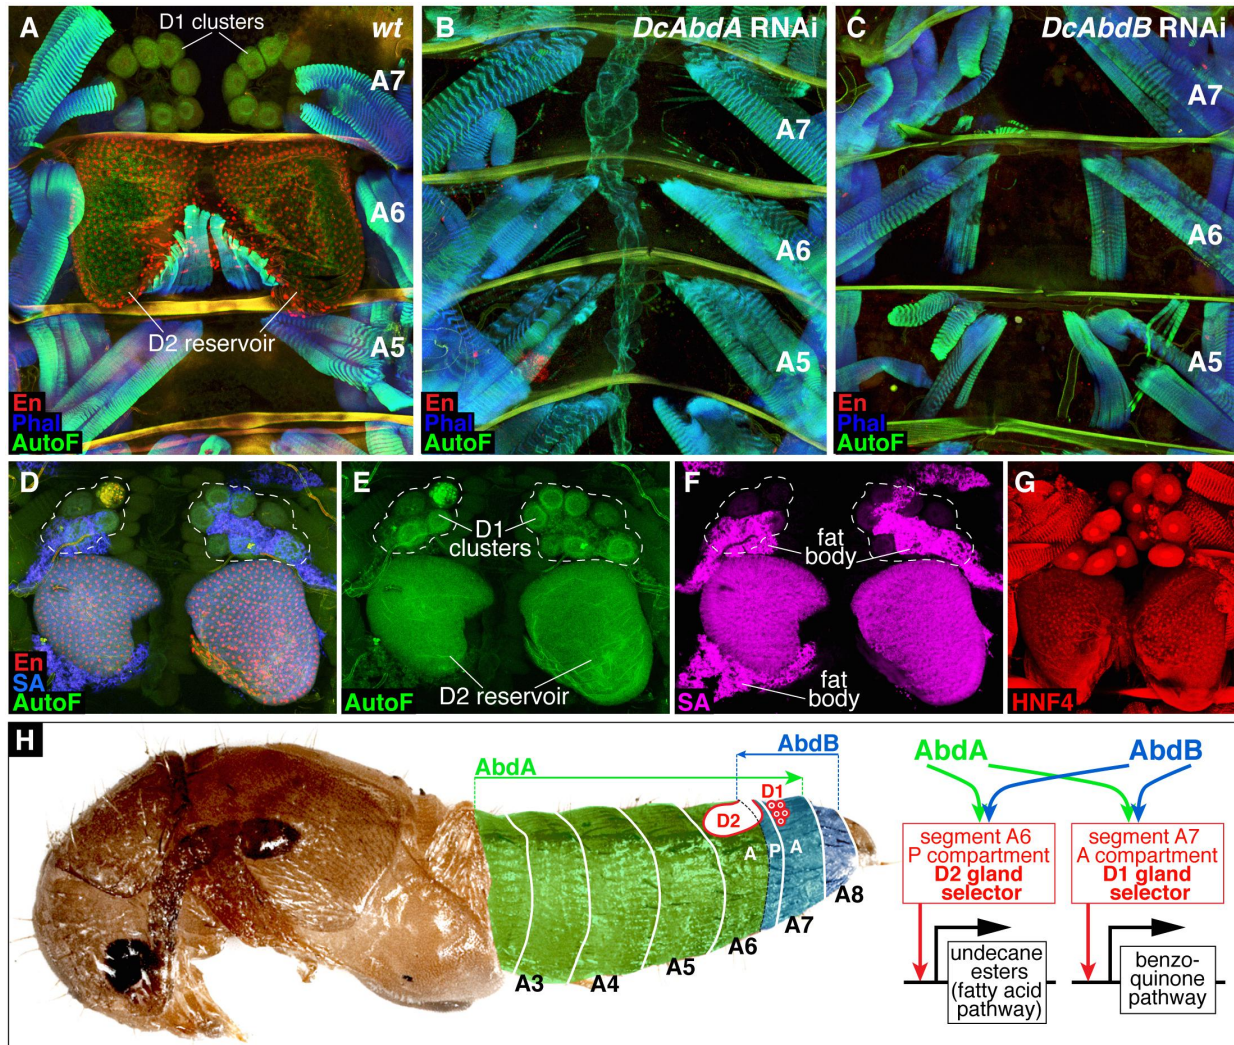 A
D1 clusters
wt
A7
A6
D2 reservoir
A5
En
Phal
AutoF
B
DcAbdA RNAi
A7
A6
A5
En
Phal
AutoF
C
DcAbdB RNAi
A7
A6
A5
En
Phal
AutoF
D
En
SA
AutoF
E
D1
clusters
D2 reservoir
AutoF
F
fat
body
fat
body
SA
G
HNF4
H
AbdA
AbdB
D1
D2
A
P
A
A3
A4
A5
A6
A7
A8
AbdA
AbdB
segment A6
P compartment
D2 gland
selector
segment A7
A compartment
D1 gland
selector
undecane
esters
(fatty acid
pathway)
benzo-
quinone
pathway